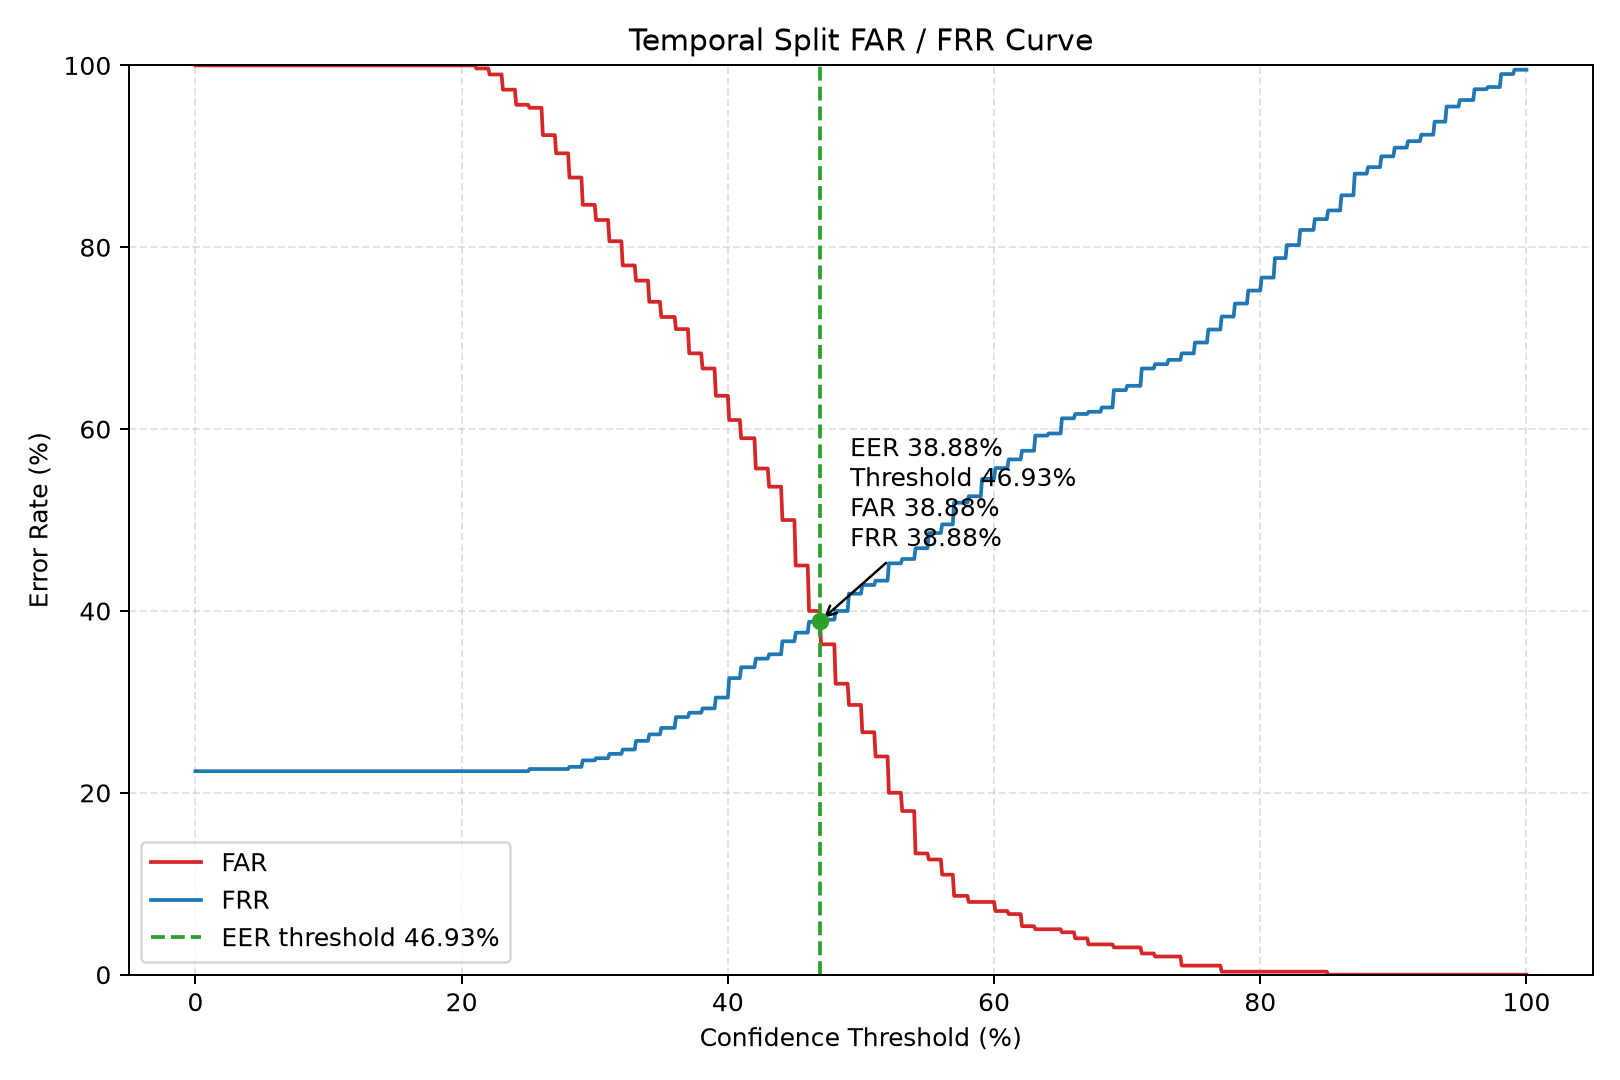 Temporal Split FAR / FRR Curve
100
80
60
40
20
0
Error Rate (%)
EER 38.88%
Threshold 46.93%
FAR 38.88%
FRR 38.88%
FAR
FRR
EER threshold 46.93%
0
20
40
60
80
100
Confidence Threshold (%)